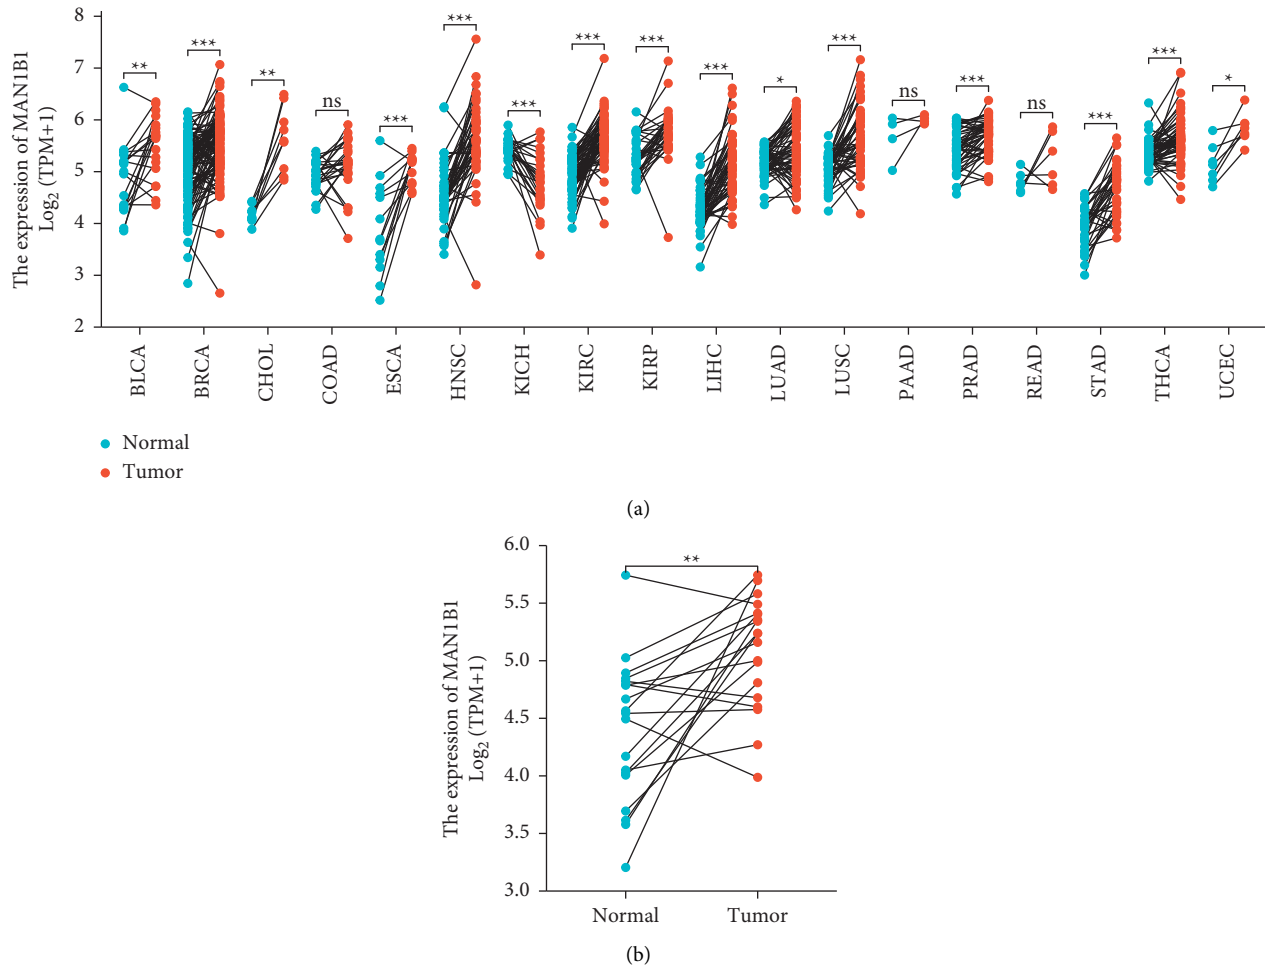 The expression of MAN1B1
Log₂ (TPM+1)
8
7
6
5
4
3
2
**
***
**
ns
***
***
***
***
***
***
*
***
ns
***
ns
***
***
*
BLCA
BRCA
CHOL
COAD
ESCA
HNSC
KICH
KIRC
KIRP
LIHC
LUAD
LUSC
PAAD
PRAD
READ
STAD
THCA
UCEC
Normal
Tumor
(a)
The expression of MAN1B1
Log₂ (TPM+1)
6.0
5.5
5.0
4.5
4.0
3.5
3.0
**
Normal
Tumor
(b)